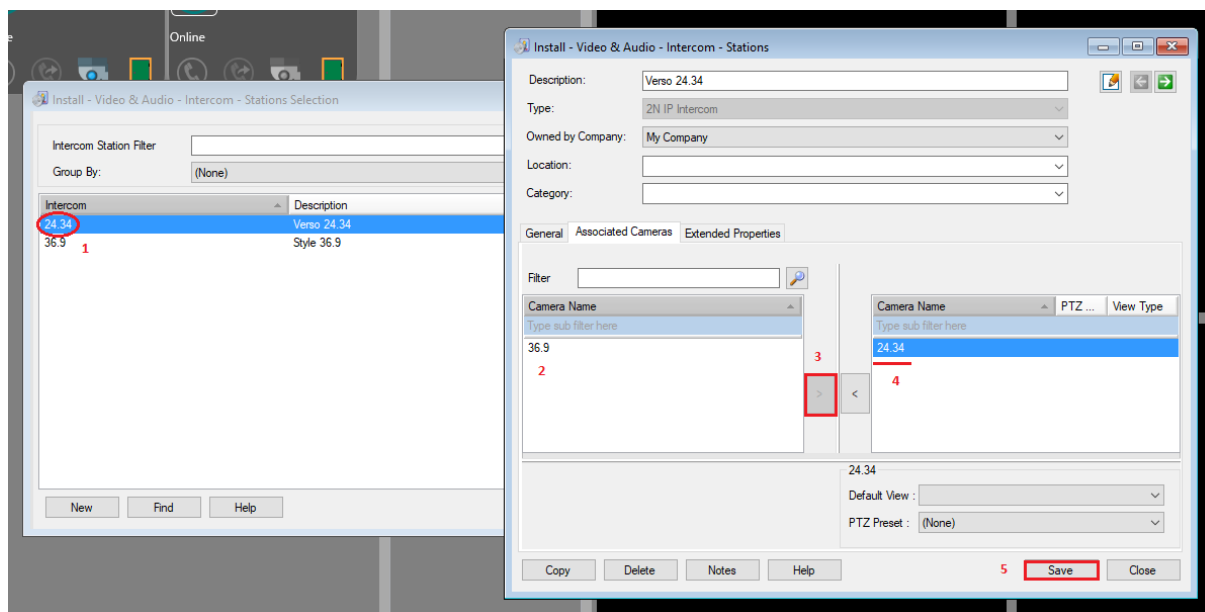 e
Online
Install - Video & Audio - Intercom - Stations Selection
Intercom Station Filter
Group By: (None)
Intercom Description
24.34 Verso 24.34
36.9 Style 36.9
1
New Find Help
Install - Video & Audio - Intercom - Stations
Description: Verso 24.34
Type: 2N IP Intercom
Owned by Company: My Company
Location:
Category:
General Associated Cameras Extended Properties
Filter
Camera Name
Type sub filter here
36.9
2
3
>
<
Camera Name PTZ ... View Type
Type sub filter here
24.34
4
24.34
Default View :
PTZ Preset : (None)
Copy Delete Notes Help 5 Save Close